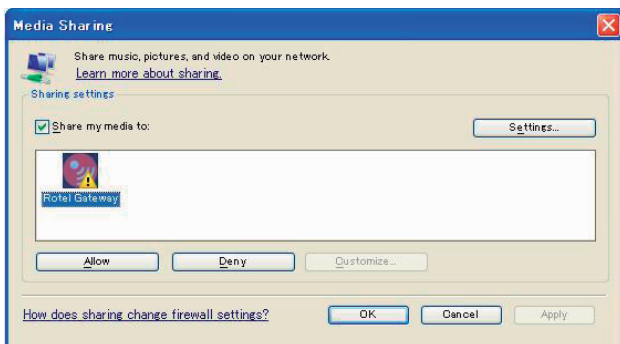 Media Sharing
Share music, pictures, and video on your network.
Learn more about sharing.
Sharing settings
Share my media to:
Settings...
Rotel Gateway
Allow
Deny
Customize...
How does sharing change firewall settings?
OK
Cancel
Apply